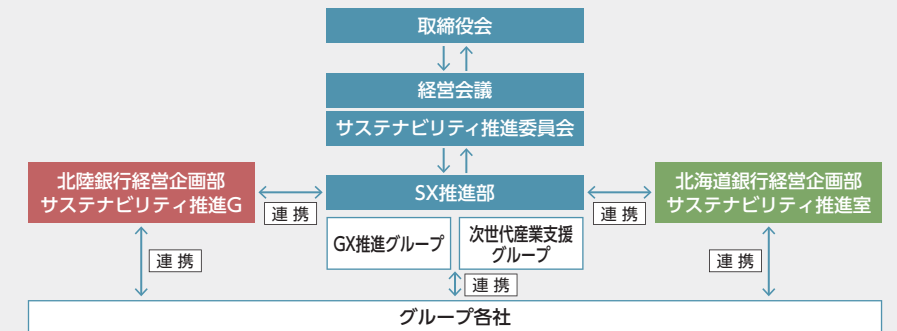 取締役会
経営会議
サステナビリティ推進委員会
北陸銀行経営企画部
サステナビリティ推進G
連携
SX推進部
連携
北海道銀行経営企画部
サステナビリティ推進室
GX推進グループ
次世代産業支援
グループ
連携
連携
連携
グループ各社